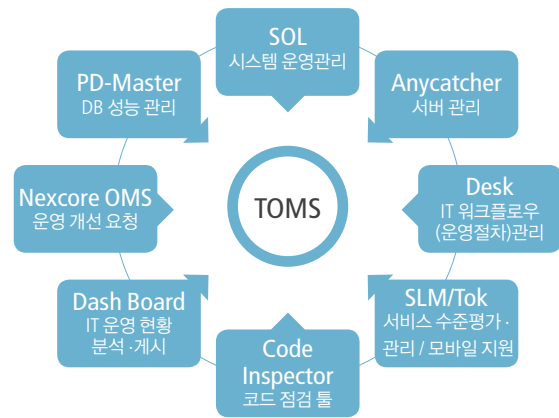 SOL
시스템 운영관리
PD-Master
DB 성능 관리
Anycatcher
서버 관리
Nexcore OMS
운영 개선 요청
TOMS
Desk
IT 워크플로우
(운영절차)관리
Dash Board
IT 운영 현황
분석 ·게시
SLM/Tok
서비스 수준평가 ·
관리 / 모바일 지원
Code
Inspector
코드 점검 툴